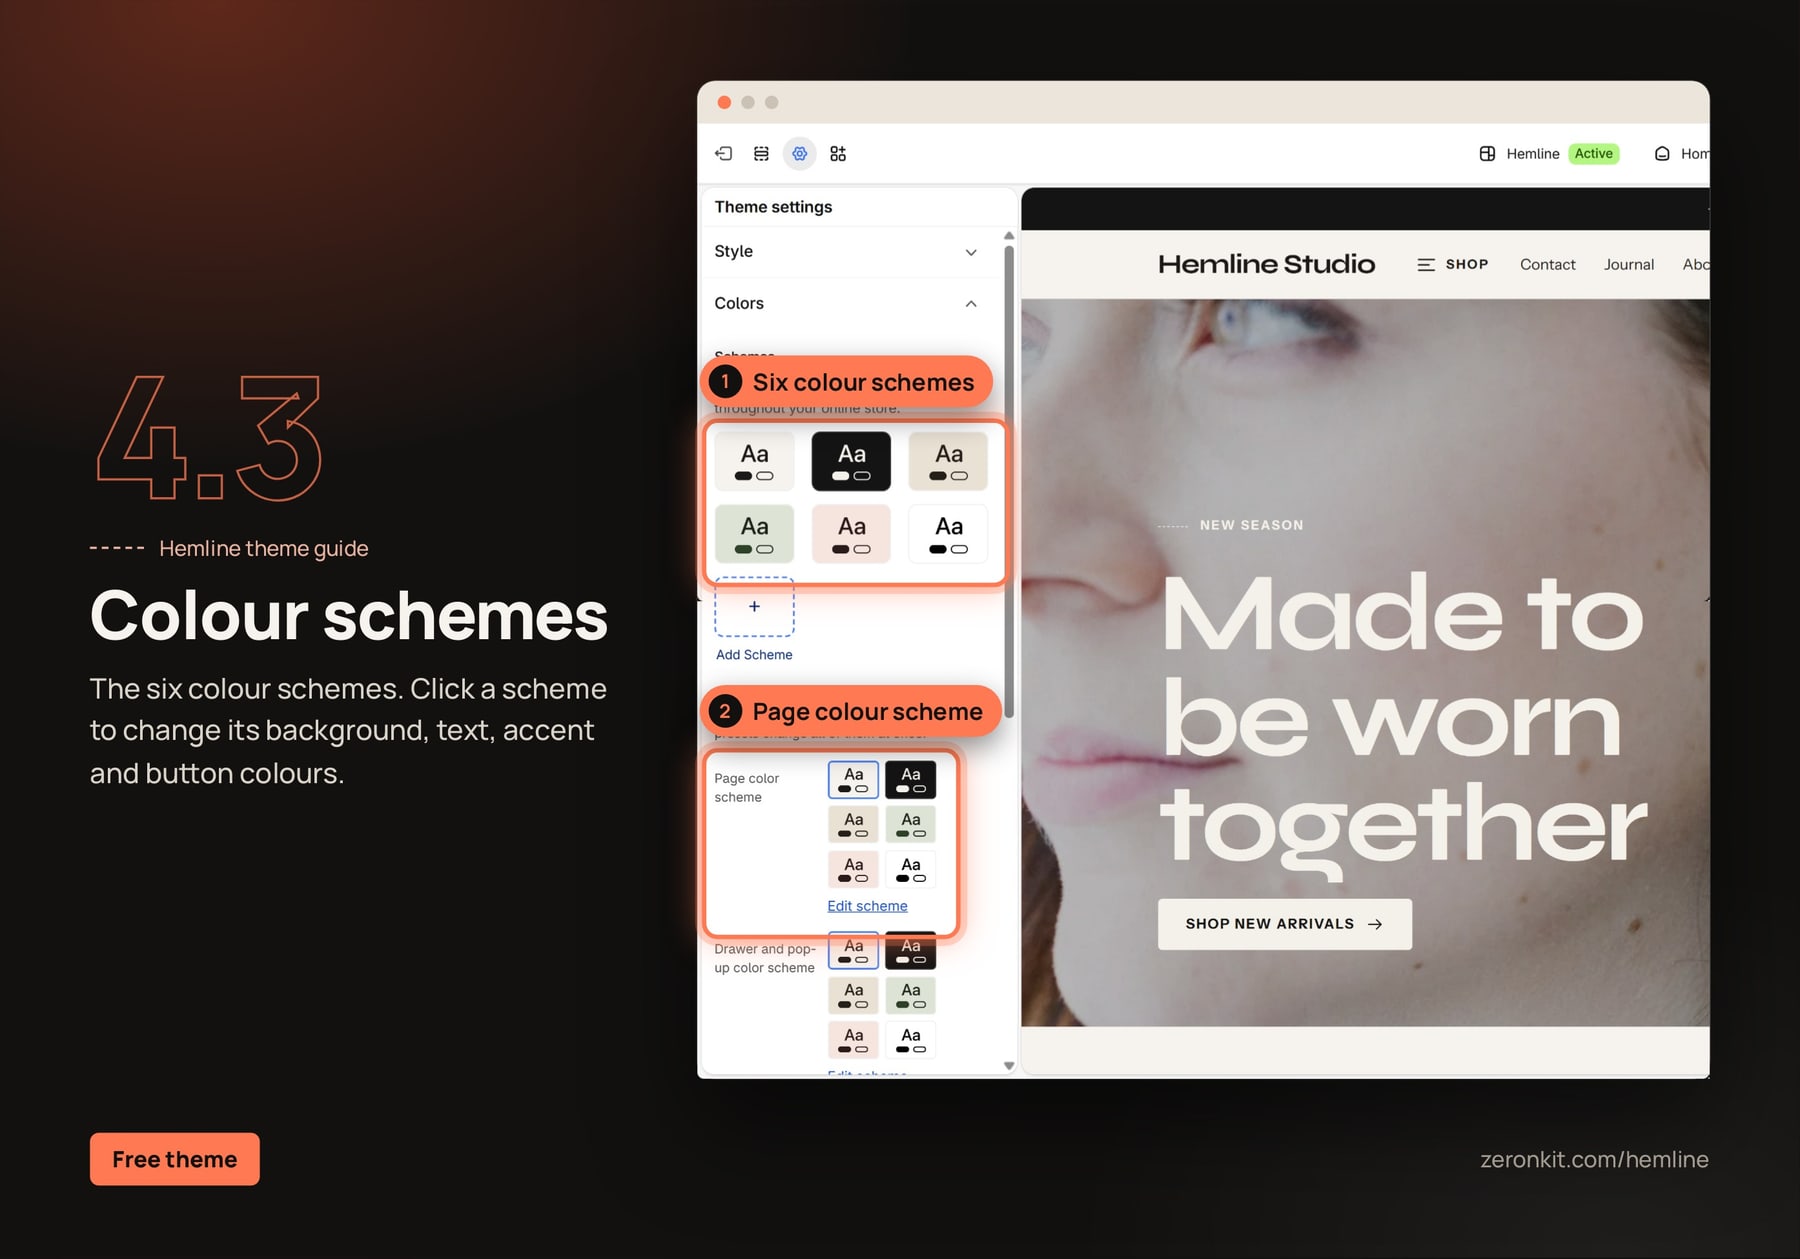 4.3
Hemline theme guide
Colour schemes
The six colour schemes. Click a scheme
to change its background, text, accent
and button colours.
Free theme
Hemline
Active
Theme settings
Style
Colors
1 Six colour schemes
throughout your online store.
Aa Aa Aa
Aa Aa Aa
+
Add Scheme
2 Page colour scheme
Page color
scheme
Aa Aa
Aa Aa
Aa Aa
Edit scheme
Drawer and pop-
up color scheme
Aa Aa
Aa Aa
Aa Aa
Hemline Studio
SHOP
Contact
Journal
NEW SEASON
Made to
be worn
together
SHOP NEW ARRIVALS
zeronkit.com/hemline